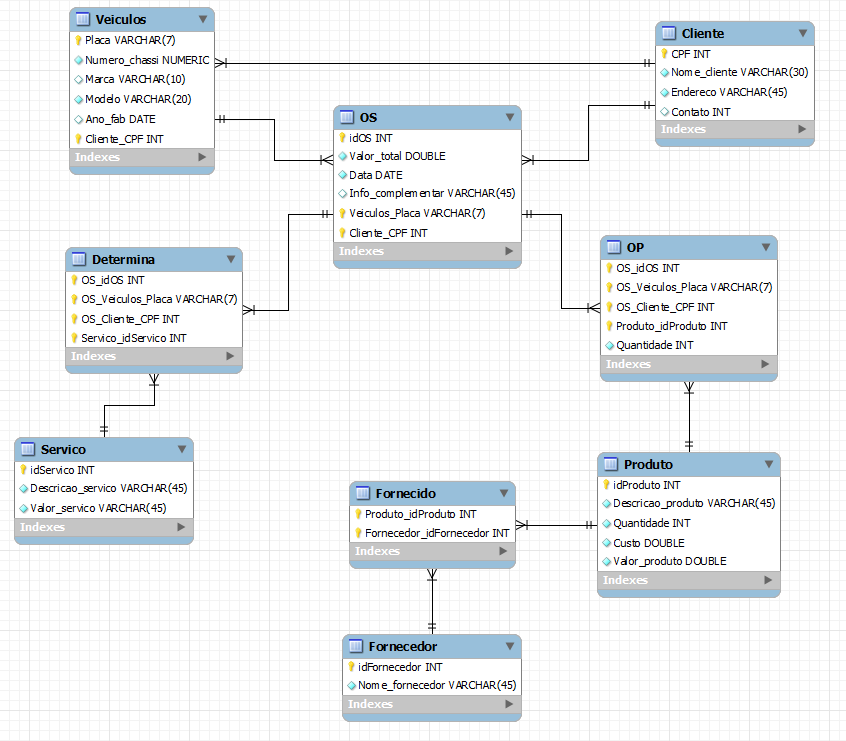 Veiculos
Placa VARCHAR(7)
Numero_chassi NUMERIC
Marca VARCHAR(10)
Modelo VARCHAR(20)
Ano_fab DATE
Cliente_CPF INT
Indexes
Cliente
CPF INT
Nome_cliente VARCHAR(30)
Endereco VARCHAR(45)
Contato INT
Indexes
OS
idOS INT
Valor_total DOUBLE
Data DATE
Info_complementar VARCHAR(45)
Veiculos_Placa VARCHAR(7)
Cliente_CPF INT
Indexes
Determina
OS_idOS INT
OS_Veiculos_Placa VARCHAR(7)
OS_Cliente_CPF INT
Servico_idServico INT
Indexes
OP
OS_idOS INT
OS_Veiculos_Placa VARCHAR(7)
OS_Cliente_CPF INT
Produto_idProduto INT
Quantidade INT
Indexes
Servico
idServico INT
Descricao_servico VARCHAR(45)
Valor_servico VARCHAR(45)
Indexes
Fornecido
Produto_idProduto INT
Fornecedor_idFornecedor INT
Indexes
Produto
idProduto INT
Descricao_produto VARCHAR(45)
Quantidade INT
Custo DOUBLE
Valor_produto DOUBLE
Indexes
Fornecedor
idFornecedor INT
Nome_fornecedor VARCHAR(45)
Indexes